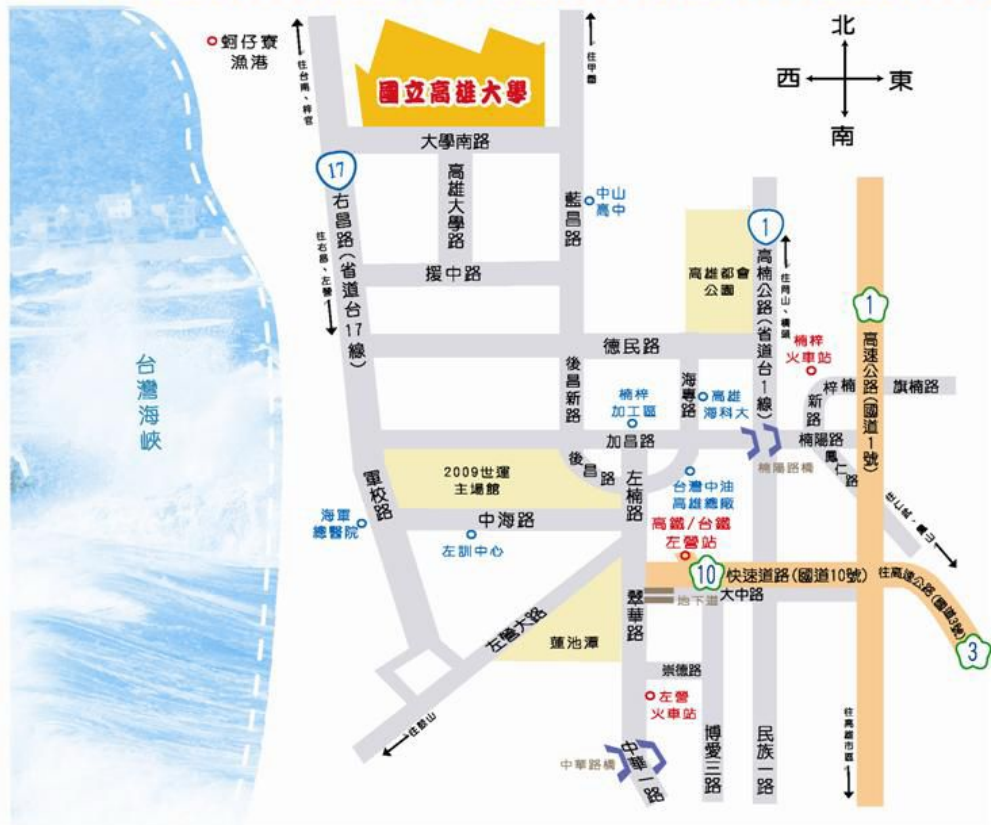 北
西
東
南
蚵仔寮
漁港
往台南、梓官
國立高雄大學
往甲圍
大學南路
17
右昌路(省道台17線)
高雄大學路
藍昌路
中山
高中
往右昌、左營
援中路
高雄都會
公園
1
高楠公路(省道台1線)
往岡山、橋頭
1
高速公路(國道1號)
台灣海峽
德民路
楠梓
火車站
後昌新路
海專路
楠梓
加工區
高雄
海科大
梓楠
新路
旗楠路
加昌路
楠陽路
楠陽路橋
鳳仁路
2009世運
主場館
後昌路
左楠路
台灣中油
高雄總廠
軍校路
海軍
總醫院
中海路
左訓中心
高鐵/台鐵
左營站
往仁武、鳳山
10
快速道路(國道10號)
往高速公路(國道3號)
3
大中路
地下道
翠華路
左營大路
蓮池潭
崇德路
左營
火車站
往鼓山
中華路橋
中華一路
博愛三路
民族一路
往高雄市區